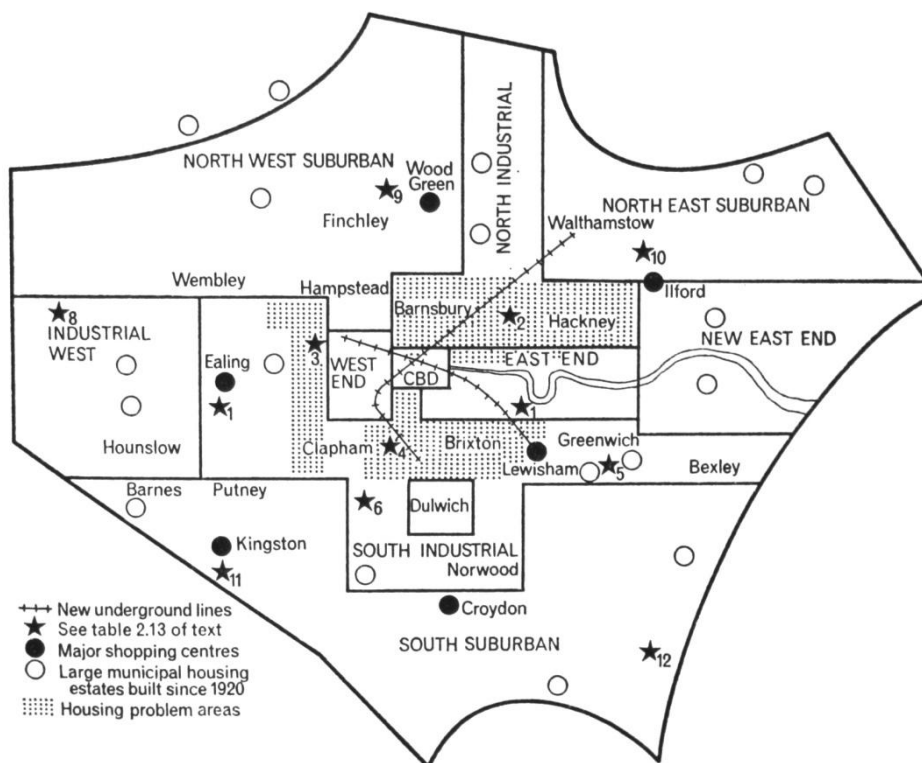 NORTH WEST SUBURBAN
Wood
Green
9
Finchley
NORTH INDUSTRIAL
NORTH EAST SUBURBAN
Walthamstow
10
Ilford
Wembley
Hampstead
8
INDUSTRIAL
WEST
Barnsbury
2
Hackney
NEW EAST END
3
WEST
END
CBD
EAST END
Ealing
1
1
Hounslow
Clapham
4
Brixton
Greenwich
Lewisham
5
Bexley
Barnes
Putney
6
Dulwich
Kingston
11
SOUTH INDUSTRIAL
Norwood
Croydon
SOUTH SUBURBAN
12
New underground lines
See table 2.13 of text
Major shopping centres
Large municipal housing
estates built since 1920
Housing problem areas